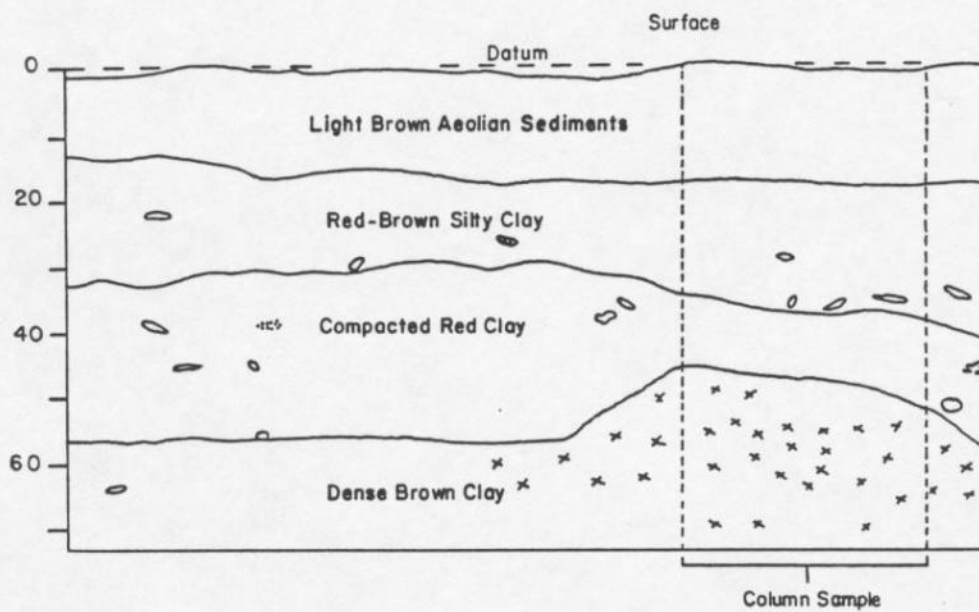 Surface
Datum
0
Light Brown Aeolian Sediments
20
Red-Brown Silty Clay
40
Compacted Red Clay
60
Dense Brown Clay
Column Sample